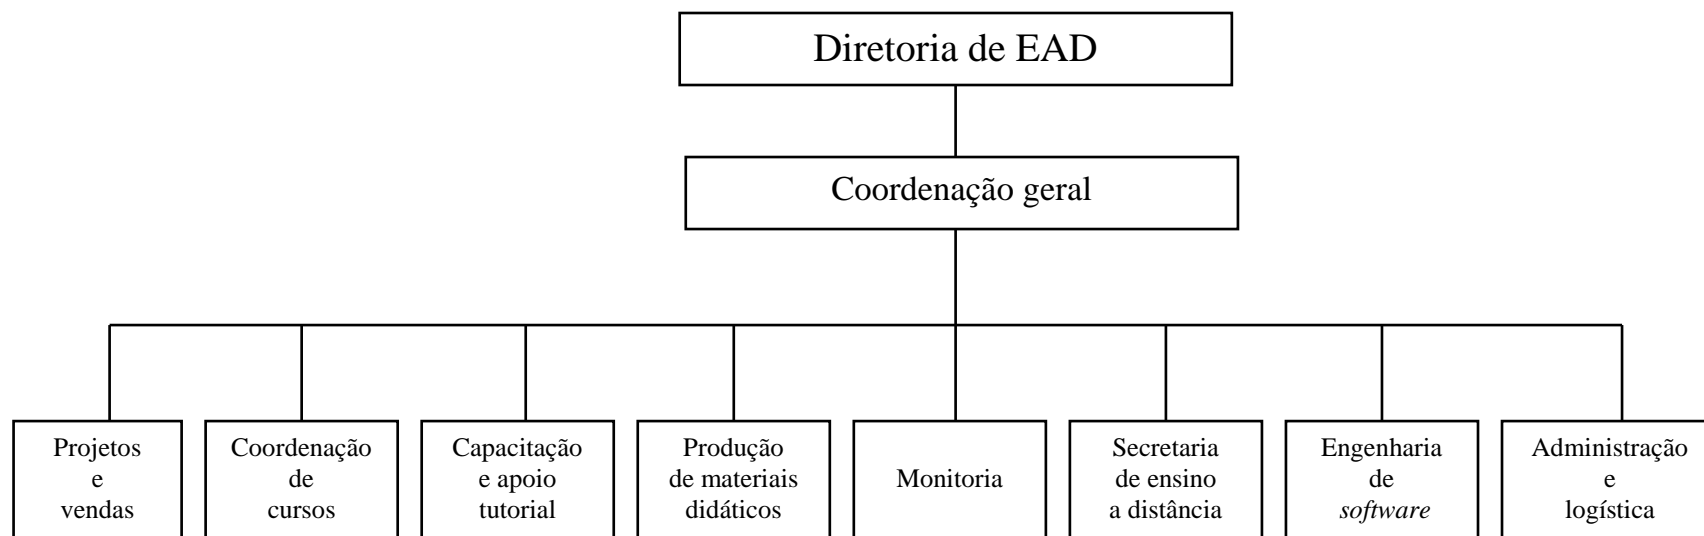 Diretoria de EAD
Coordenação geral
Projetos
e
vendas
Coordenação
de
cursos
Capacitação
e apoio
tutorial
Produção
de materiais
didáticos
Monitoria
Secretaria
de ensino
a distância
Engenharia
de
software
Administração
e
logística